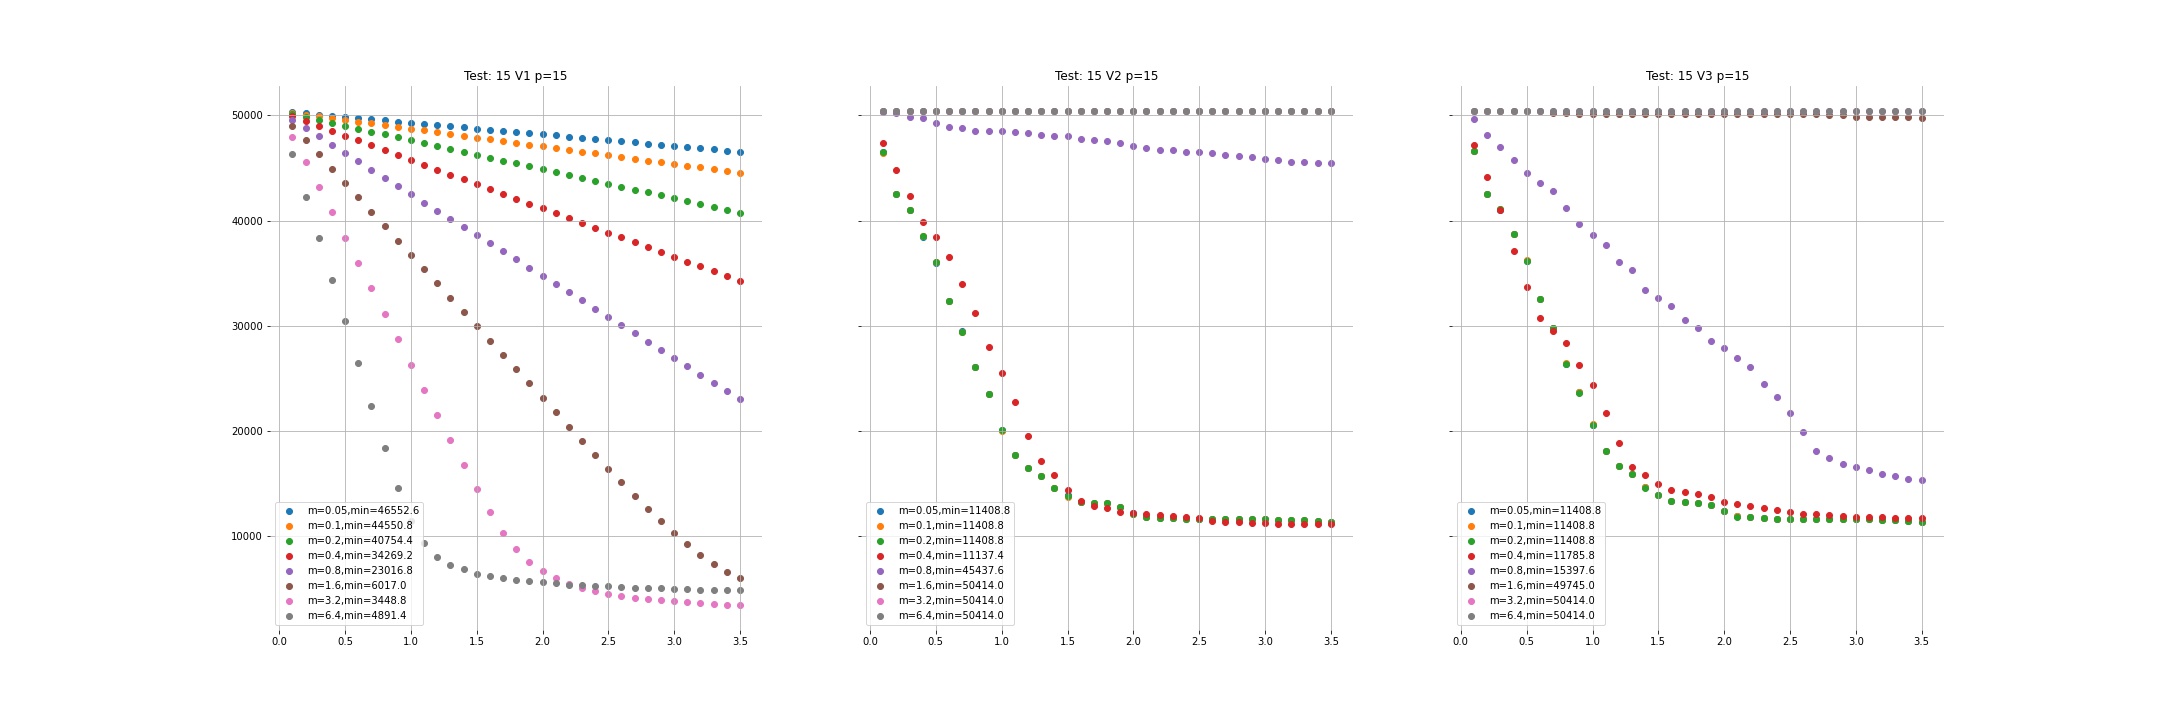 Test: 15 V1 p=15
50000
40000
30000
20000
10000
0.0 0.5 1.0 1.5 2.0 2.5 3.0 3.5
m=0.05,min=46552.6
m=0.1,min=44550.8
m=0.2,min=40754.4
m=0.4,min=34269.2
m=0.8,min=23016.8
m=1.6,min=6017.0
m=3.2,min=3448.8
m=6.4,min=4891.4
Test: 15 V2 p=15
0.0 0.5 1.0 1.5 2.0 2.5 3.0 3.5
m=0.05,min=11408.8
m=0.1,min=11408.8
m=0.2,min=11408.8
m=0.4,min=11137.4
m=0.8,min=45437.6
m=1.6,min=50414.0
m=3.2,min=50414.0
m=6.4,min=50414.0
Test: 15 V3 p=15
0.0 0.5 1.0 1.5 2.0 2.5 3.0 3.5
m=0.05,min=11408.8
m=0.1,min=11408.8
m=0.2,min=11408.8
m=0.4,min=11785.8
m=0.8,min=15397.6
m=1.6,min=49745.0
m=3.2,min=50414.0
m=6.4,min=50414.0